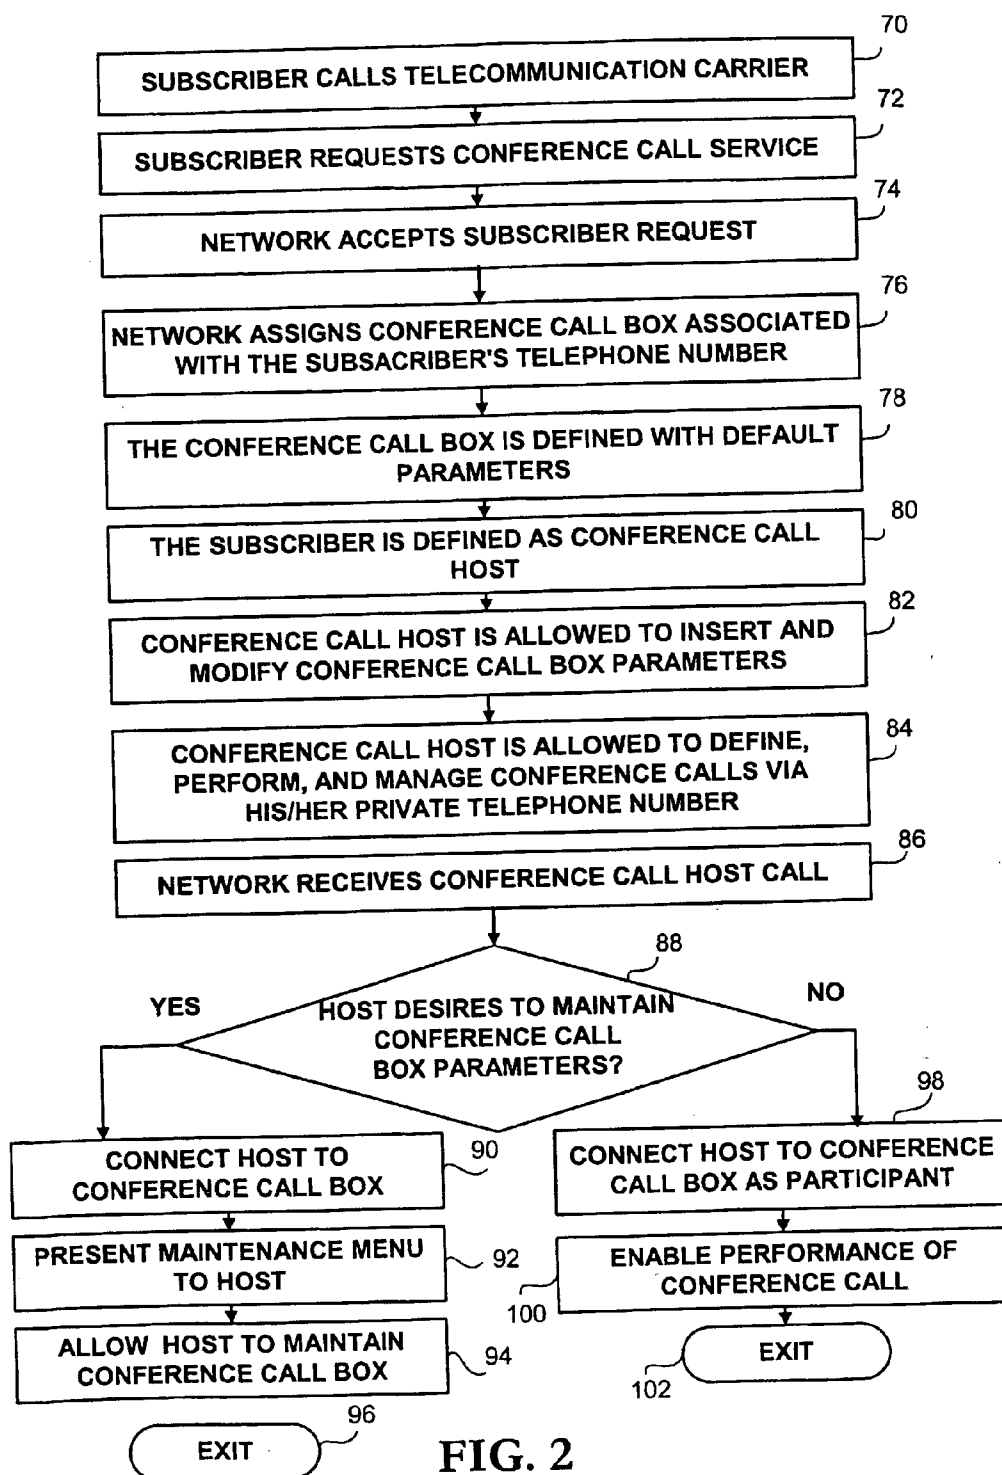 70
SUBSCRIBER CALLS TELECOMMUNICATION CARRIER
72
SUBSCRIBER REQUESTS CONFERENCE CALL SERVICE
74
NETWORK ACCEPTS SUBSCRIBER REQUEST
76
NETWORK ASSIGNS CONFERENCE CALL BOX ASSOCIATED
WITH THE SUBSACRIBER'S TELEPHONE NUMBER
78
THE CONFERENCE CALL BOX IS DEFINED WITH DEFAULT
PARAMETERS
80
THE SUBSCRIBER IS DEFINED AS CONFERENCE CALL
HOST
82
CONFERENCE CALL HOST IS ALLOWED TO INSERT AND
MODIFY CONFERENCE CALL BOX PARAMETERS
84
CONFERENCE CALL HOST IS ALLOWED TO DEFINE,
PERFORM, AND MANAGE CONFERENCE CALLS VIA
HIS/HER PRIVATE TELEPHONE NUMBER
86
NETWORK RECEIVES CONFERENCE CALL HOST CALL
88
YES
HOST DESIRES TO MAINTAIN
CONFERENCE CALL
BOX PARAMETERS?
NO
90
CONNECT HOST TO
CONFERENCE CALL BOX
PRESENT MAINTENANCE MENU
TO HOST
92
ALLOW HOST TO MAINTAIN
CONFERENCE CALL BOX
94
96
EXIT
98
CONNECT HOST TO CONFERENCE
CALL BOX AS PARTICIPANT
ENABLE PERFORMANCE OF
CONFERENCE CALL
100
EXIT
102
FIG. 2